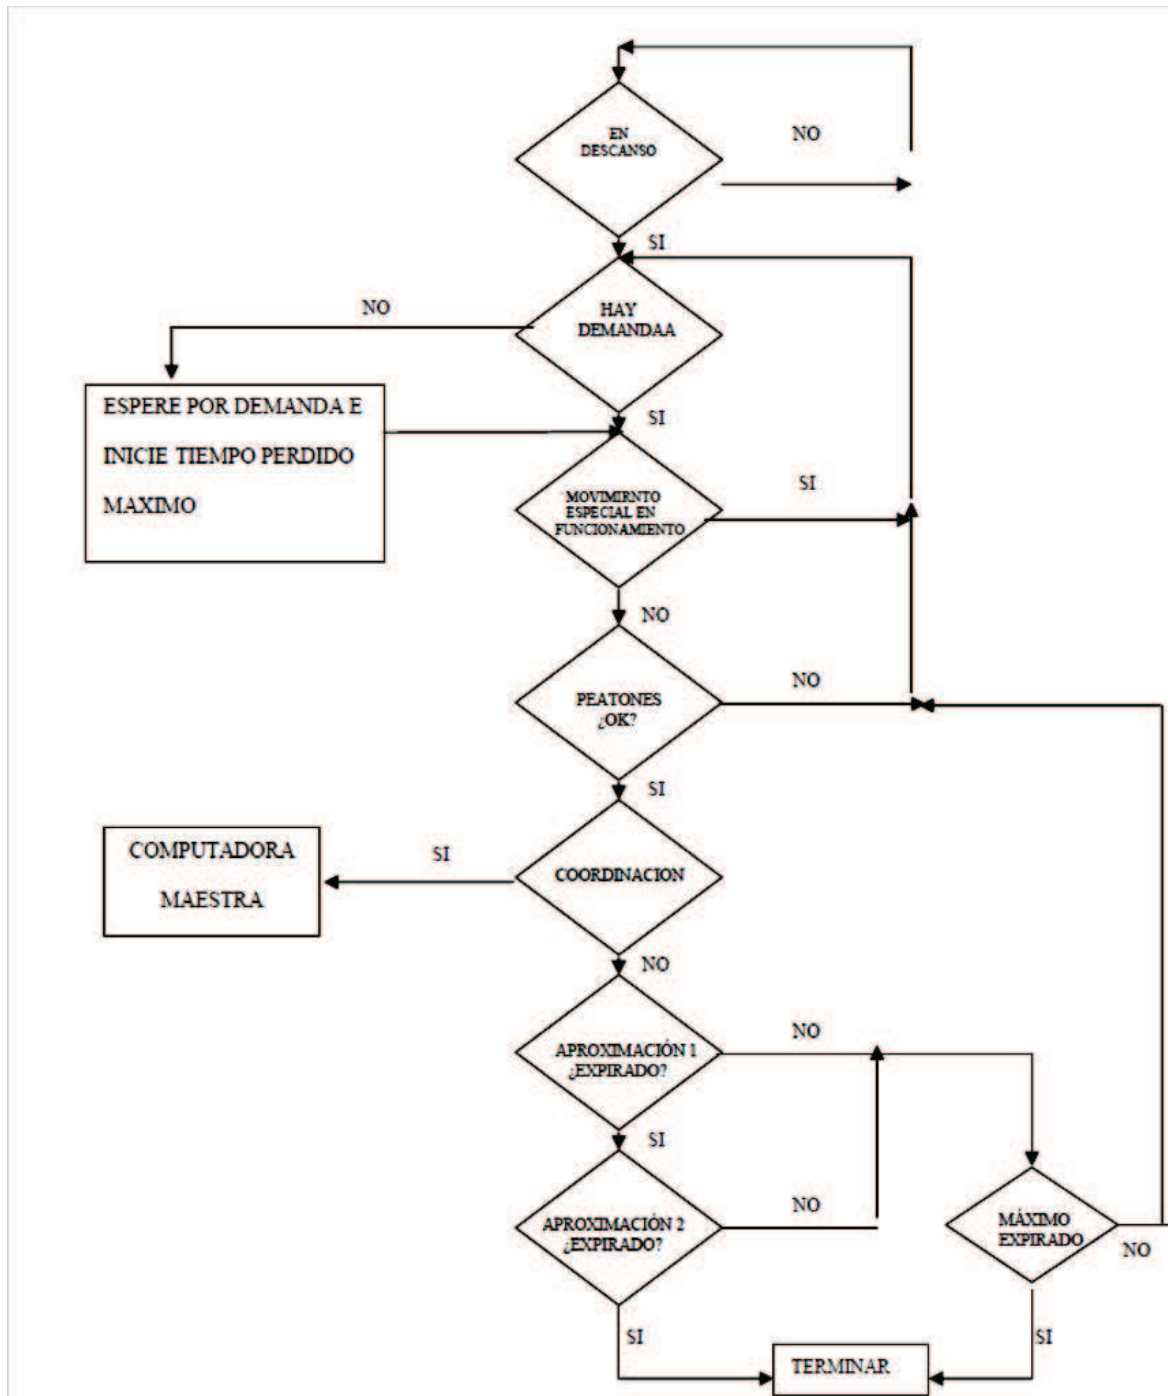 EN
DESCANSO
NO
SI
HAY
DEMANDAA
NO
SI
ESPERE POR DEMANDA E
INICIE TIEMPO PERDIDO
MAXIMO
MOVIMIRNTO
ESPECIAL EN
FUNCIONAMIENTO
SI
NO
PEATONES
¿OK?
NO
SI
COMPUTADORA
MAESTRA
SI
COORDINACION
NO
APROXIMACIÓN 1
¿EXPIRADO?
NO
SI
APROXIMACIÓN 2
¿EXPIRADO?
NO
MÁXIMO
EXPIRADO
NO
SI
SI
TERMINAR